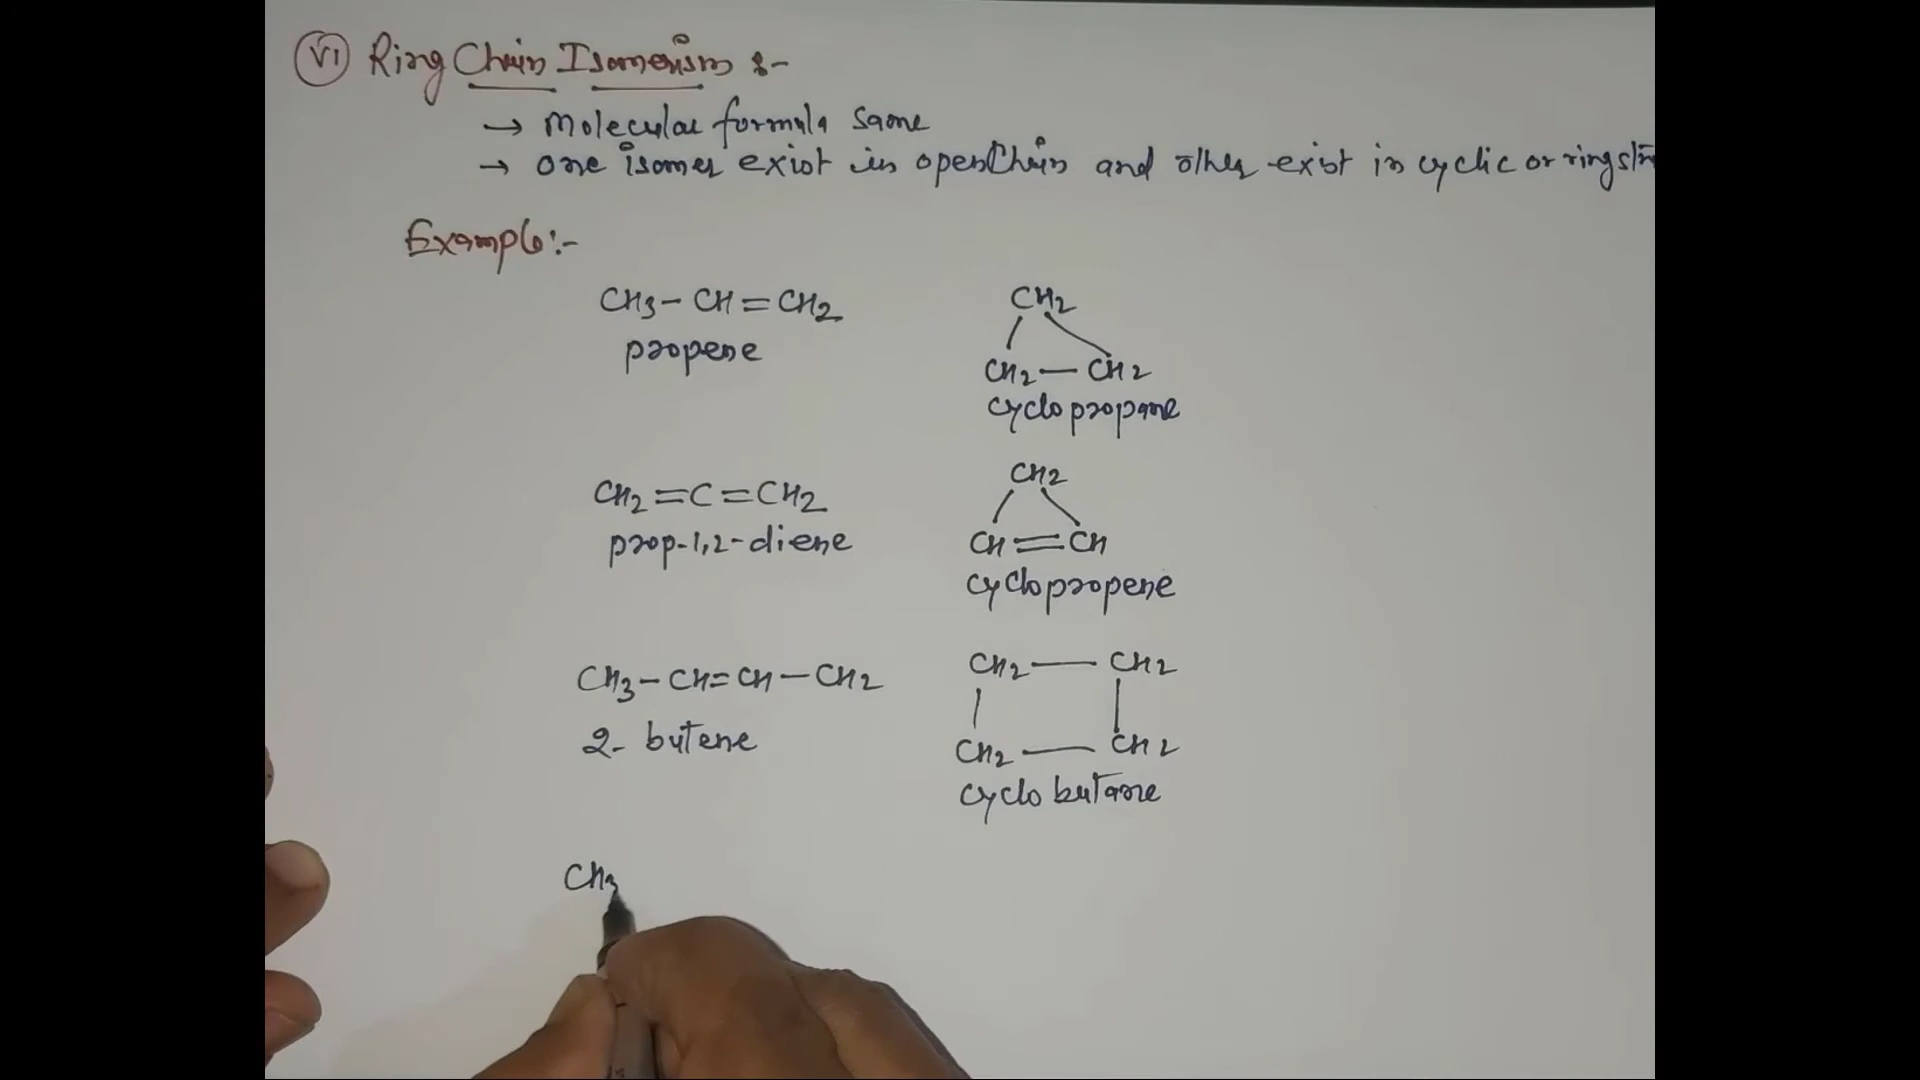 VI Ring Chain Isomerism :-
→ Molecular formula same
→ one isomer exist in openchain and other exist in cyclic or ring
Example:-
CH3 - CH = CH2
propene
CH2
CH2 — CH2
cyclopropane
CH2 = C = CH2
prop-1,2-diene
CH2
CH = CH
cyclopropene
CH3 - CH = CH - CH2
2- butene
CH2 — CH2
CH2 — CH2
cyclo butane
CH3